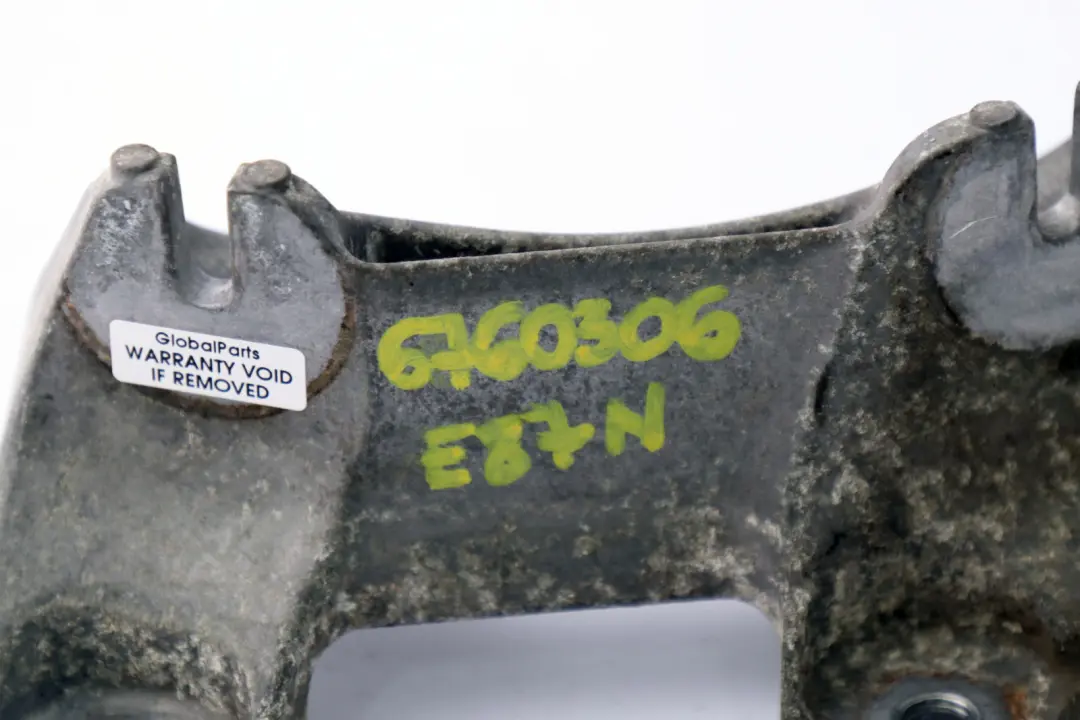 GlobalParts
WARRANTY VOID
IF REMOVED
6760306
E87N